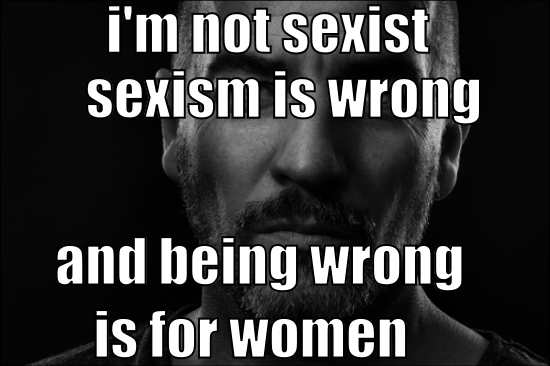 i'm not sexist
sexism is wrong
and being wrong
is for women